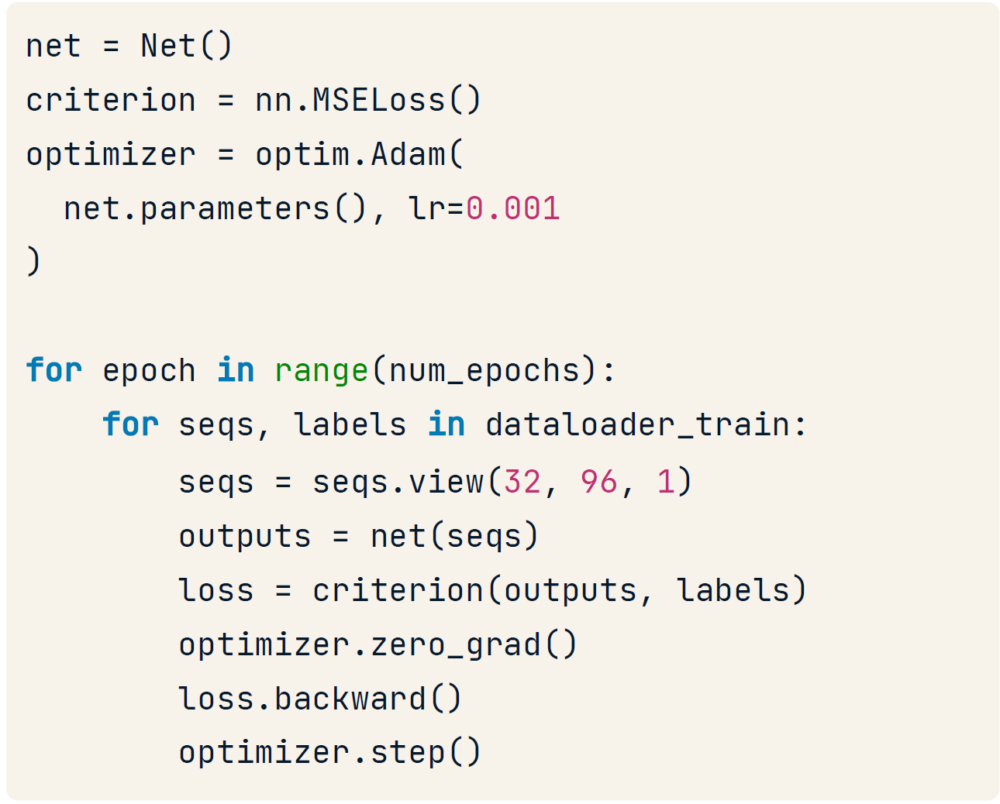 net = Net()
criterion = nn.MSELoss()
optimizer = optim.Adam(
  net.parameters(), lr=0.001
)

for epoch in range(num_epochs):
    for seqs, labels in dataloader_train:
        seqs = seqs.view(32, 96, 1)
        outputs = net(seqs)
        loss = criterion(outputs, labels)
        optimizer.zero_grad()
        loss.backward()
        optimizer.step()